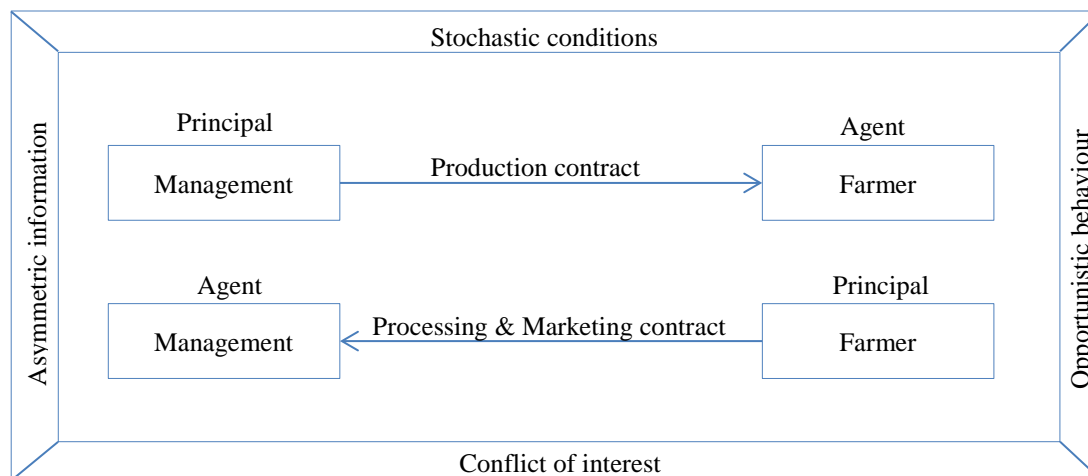 Stochastic conditions
Asymmetric information
Opportunistic behaviour
Principal
Agent
Management
Production contract
Farmer
Agent
Principal
Management
Processing & Marketing contract
Farmer
Conflict of interest